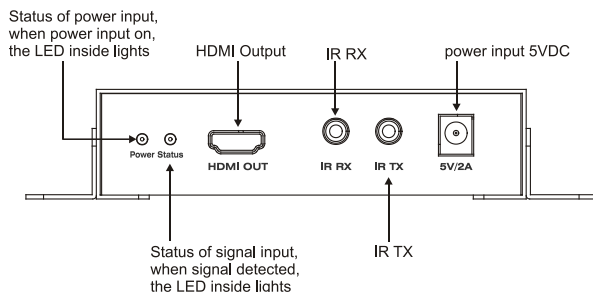 Status of power input,
when power input on,
the LED inside lights
HDMI Output
IR RX
power input 5VDC
Power Status
HDMI OUT
IR RX
IR TX
5V/2A
Status of signal input,
when signal detected,
the LED inside lights
IR TX